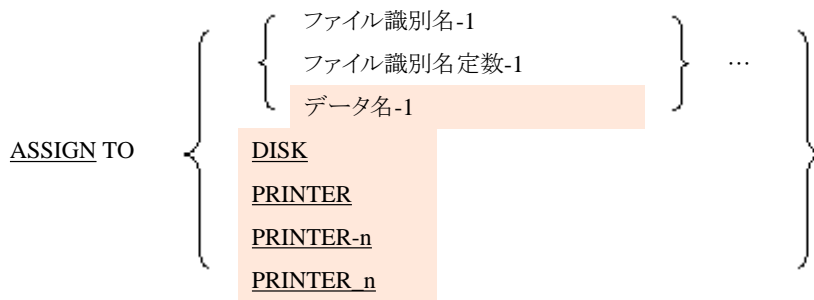 ファイル識別名-1
ファイル識別名定数-1 …
データ名-1
ASSIGN TO
DISK
PRINTER
PRINTER-n
PRINTER_n